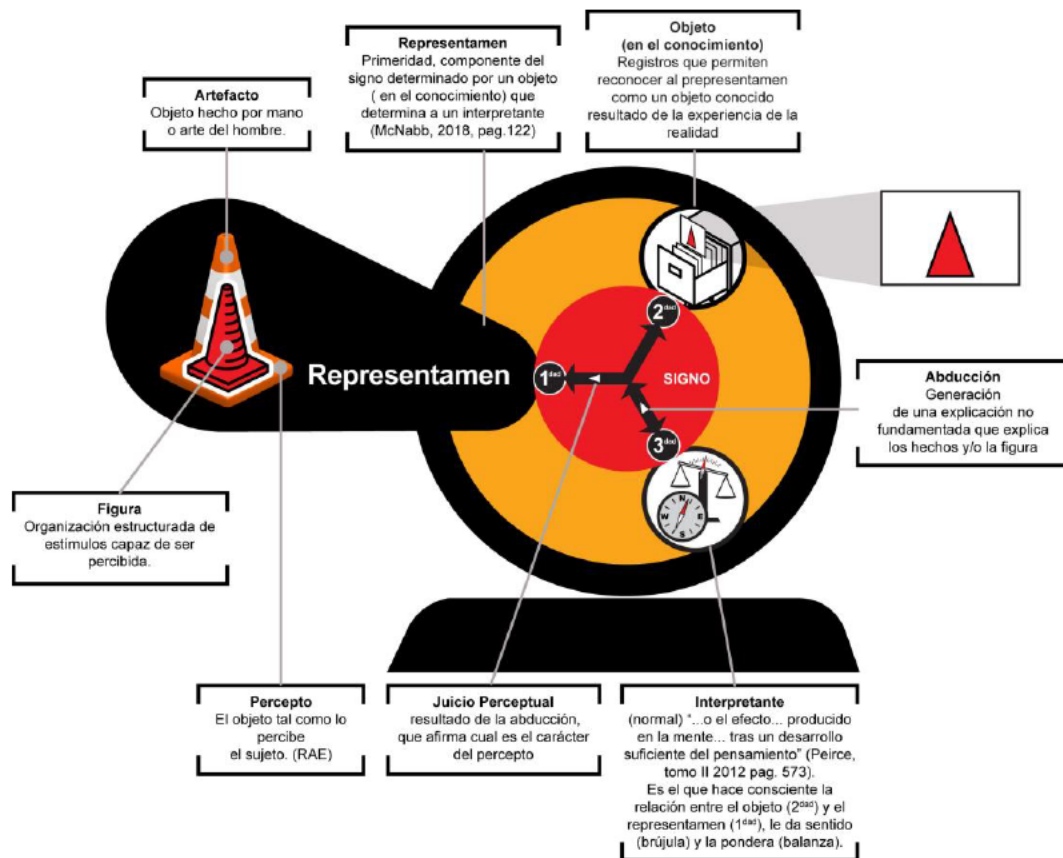 Representamen
Primeridad, componente del
signo determinado por un objeto
( en el conocimiento) que
determina a un interpretante
(McNabb, 2018, pag.122)
Objeto
(en el conocimiento)
Registros que permiten
reconocer al prepresentamen
como un objeto conocido
resultado de la experiencia de la
realidad
Artefacto
Objeto hecho por mano
o arte del hombre.
2dad
Representamen
1dad
SIGNO
3dad
Abducción
Generación
de una explicación no
fundamentada que explica
los hechos y/o la figura
Figura
Organización estructurada de
estímulos capaz de ser
percibida.
N
W E
S
Percepto
El objeto tal como lo
percibe
el sujeto. (RAE)
Juicio Perceptual
resultado de la abducción,
que afirma cual es el carácter
del percepto
Interpretante
(normal) “...o el efecto... producido
en la mente... tras un desarrollo
suficiente del pensamiento” (Peirce,
tomo II 2012 pag. 573).
Es el que hace consciente la
relación entre el objeto (2dad) y el
representamen (1dad), le da sentido
(brújula) y la pondera (balanza).